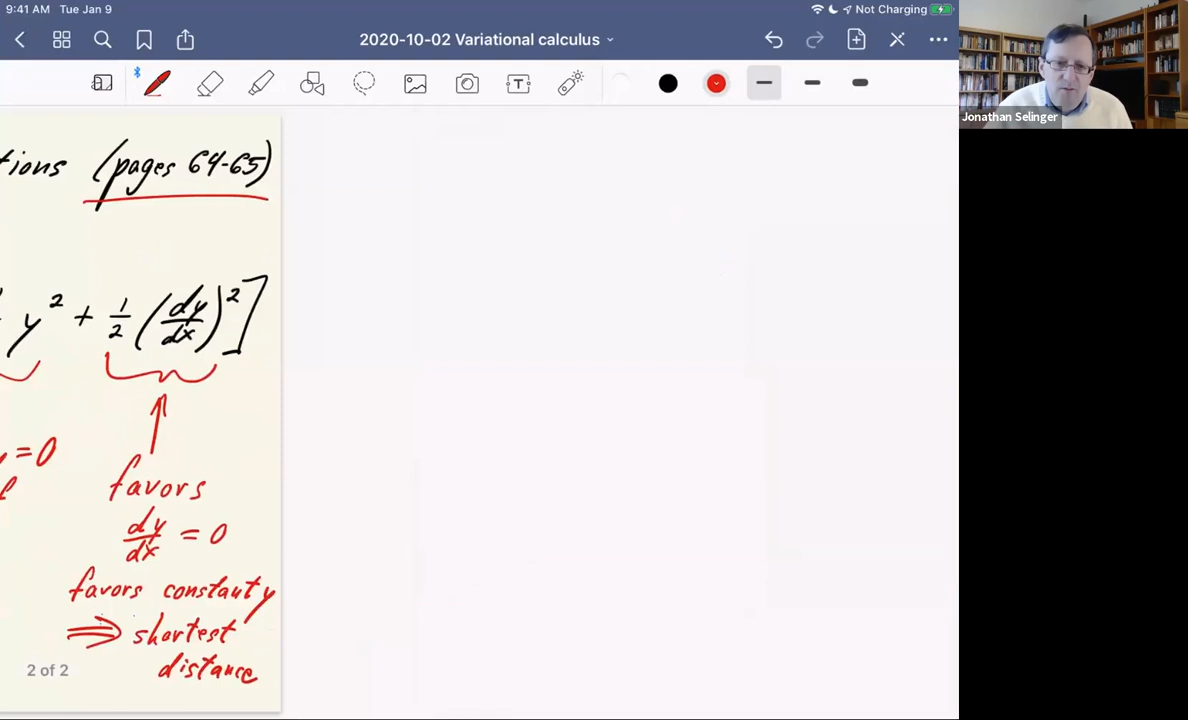 9:41 AM Tue Jan 9
Not Charging
2020-10-02 Variational calculus
T
Jonathan Selinger
tions (pages 64-65)
y² + 1/2 (dy/dx)²]
= 0
favors
dy/dx = 0
favors constant y
⇒ shortest
distance
2 of 2